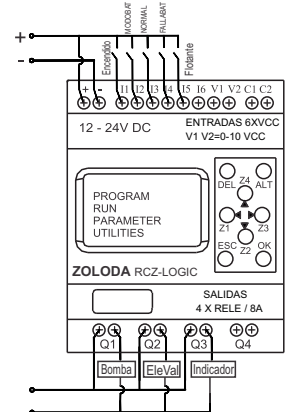 MODOBAT
NORMAL
FALLABAT
Encendido
Flotante
+
-
+ - I1 I2 I3 I4 I5 I6 V1 V2 C1 C2
12 - 24V DC
ENTRADAS 6XVCC
V1 V2=0-10 VCC
PROGRAM
RUN
PARAMETER
UTILITIES
DEL Z4 ALT
Z1 Z3
ESC Z2 OK
ZOLODA RCZ-LOGIC
SALIDAS
4 X RELE / 8A
Q1 Q2 Q3 Q4
Bomba EleVal Indicador